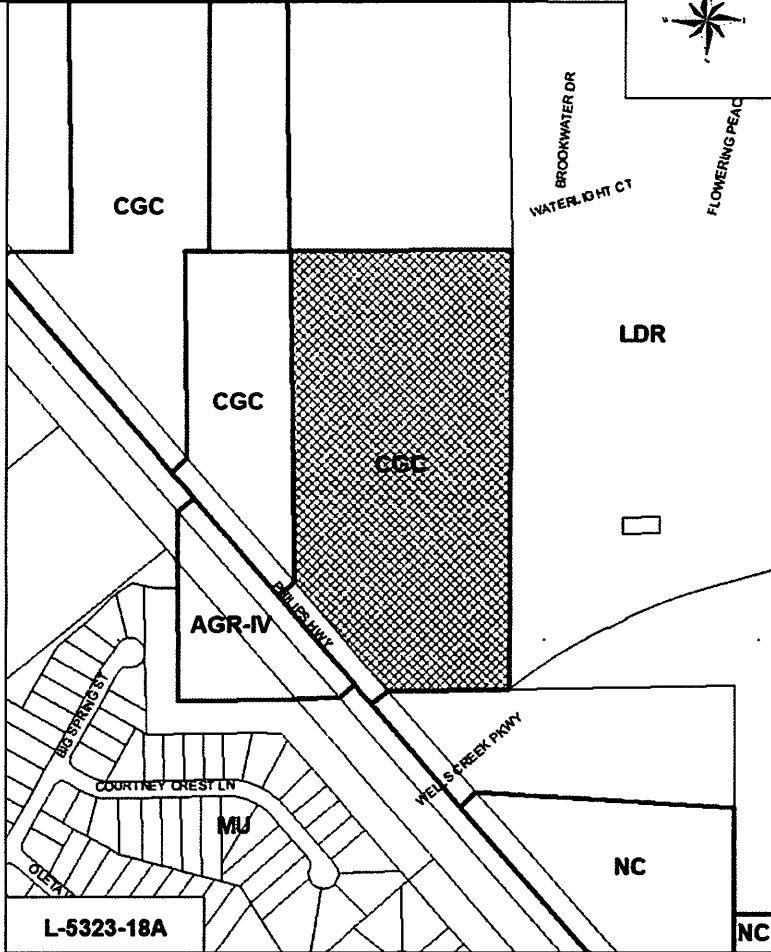 BROOKWATER DR
FLOWERING PEAC
WATERLIGHT CT
CGC
LDR
CGC
CGC
PHILIPS HWY
AGR-IV
BIG SPRING ST
WELLS CREEK PKWY
COURTNEY CREST LN
MU
NC
L-5323-18A
NC